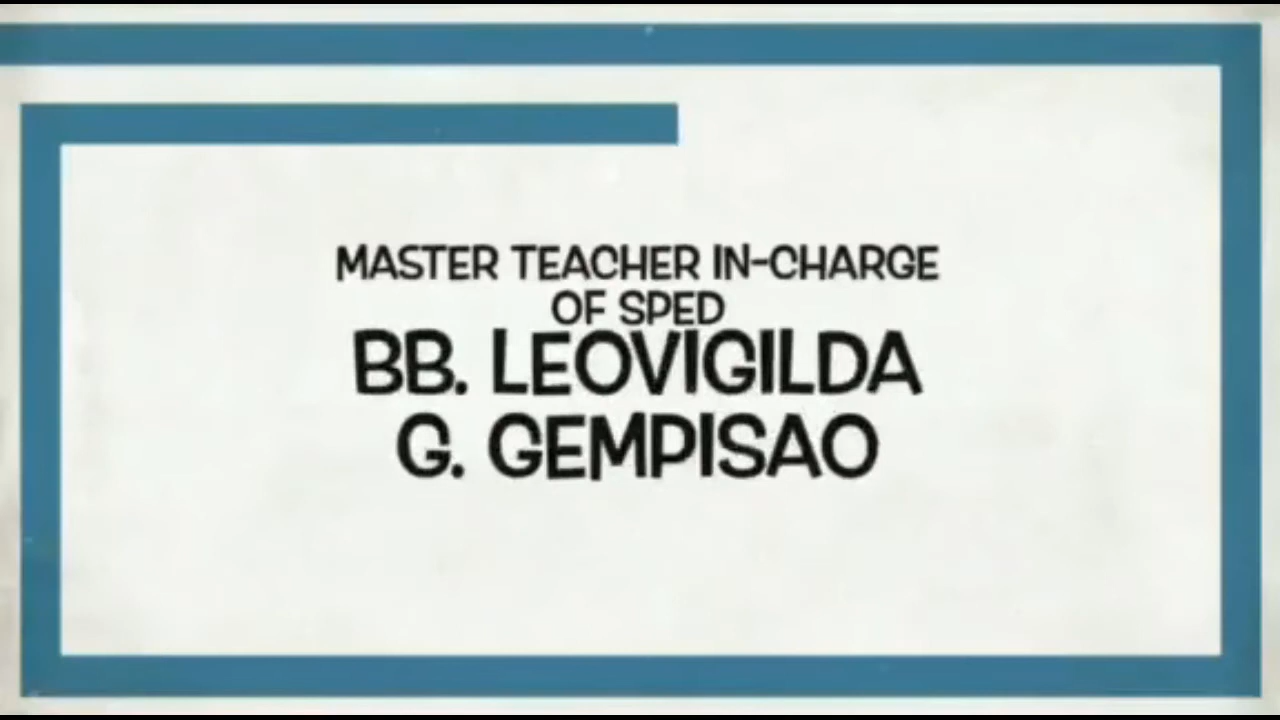 MASTER TEACHER IN-CHARGE
OF SPED
BB. LEOVIGILDA
G. GEMPISAO